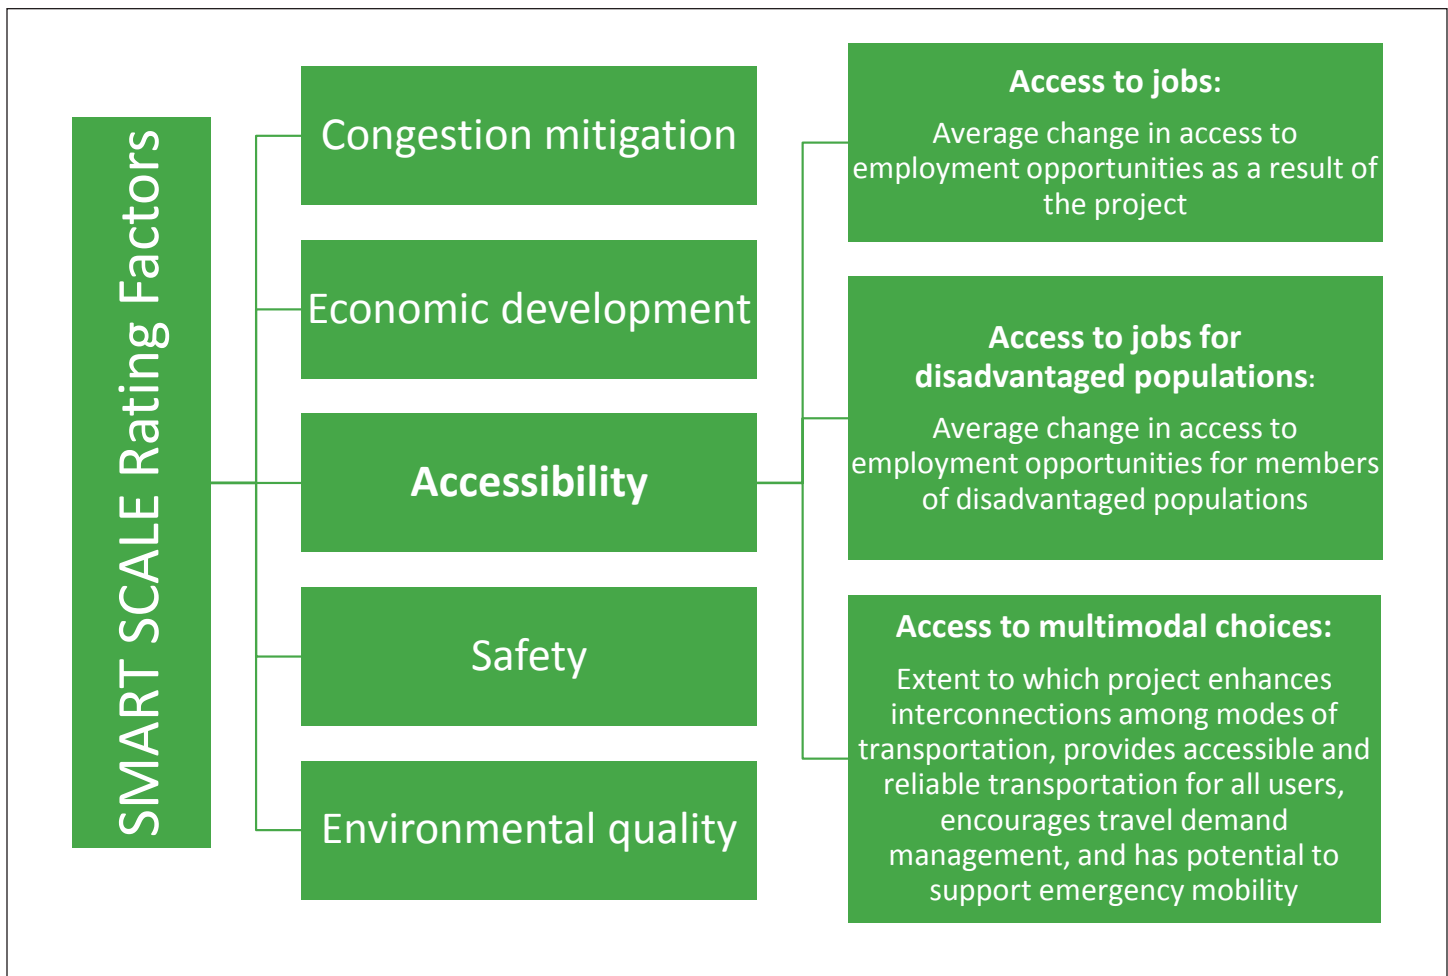 SMART SCALE Rating Factors
Congestion mitigation
Economic development
Accessibility
Safety
Environmental quality
Access to jobs:
Average change in access to
employment opportunities as a result of
the project
Access to jobs for
disadvantaged populations:
Average change in access to
employment opportunities for members
of disadvantaged populations
Access to multimodal choices:
Extent to which project enhances
interconnections among modes of
transportation, provides accessible and
reliable transportation for all users,
encourages travel demand
management, and has potential to
support emergency mobility